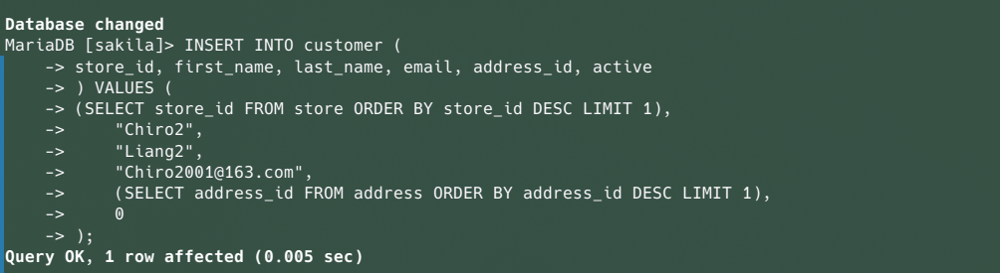 Database changed
MariaDB [sakila]> INSERT INTO customer (
    -> store_id, first_name, last_name, email, address_id, active
    -> ) VALUES (
    -> (SELECT store_id FROM store ORDER BY store_id DESC LIMIT 1),
    ->     "Chiro2",
    ->     "Liang2",
    ->     "Chiro2001@163.com",
    ->     (SELECT address_id FROM address ORDER BY address_id DESC LIMIT 1),
    ->     0
    -> );
Query OK, 1 row affected (0.005 sec)